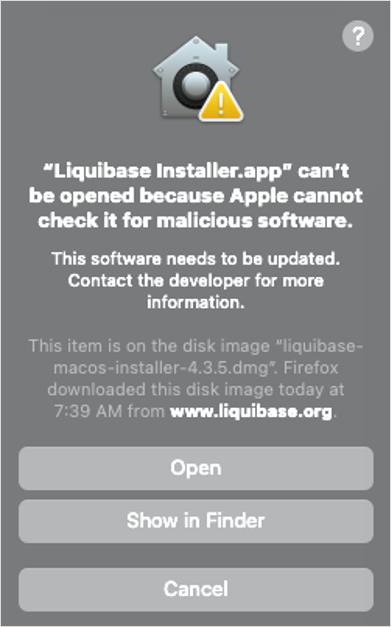 ?
“Liquibase Installer.app” can’t
be opened because Apple cannot
check it for malicious software.
This software needs to be updated.
Contact the developer for more
information.
This item is on the disk image “liquibase-
macos-installer-4.3.5.dmg”. Firefox
downloaded this disk image today at
7:39 AM from www.liquibase.org.
Open
Show in Finder
Cancel